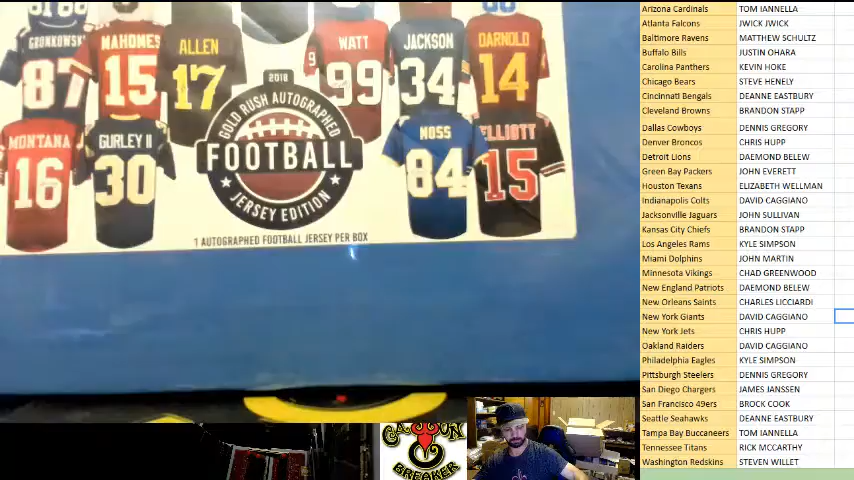 GRONKOWSKI
87
MAHOMES
15
ALLEN
17
WATT
99
JACKSON
34
DARNOLD
14
MONTANA
16
GURLEY II
30
2018
GOLD RUSH AUTOGRAPHED
FOOTBALL
JERSEY EDITION
MOSS
84
ELLIOTT
15
1 AUTOGRAPHED FOOTBALL JERSEY PER BOX
CAJUN
BREAKER
Arizona Cardinals TOM IANNELLA
Atlanta Falcons JWICK JWICK
Baltimore Ravens MATTHEW SCHULTZ
Buffalo Bills JUSTIN OHARA
Carolina Panthers KEVIN HOKE
Chicago Bears STEVE HENELY
Cincinnati Bengals DEANNE EASTBURY
Cleveland Browns BRANDON STAPP
Dallas Cowboys DENNIS GREGORY
Denver Broncos CHRIS HUPP
Detroit Lions DAEMOND BELEW
Green Bay Packers JOHN EVERETT
Houston Texans ELIZABETH WELLMAN
Indianapolis Colts DAVID CAGGIANO
Jacksonville Jaguars JOHN SULLIVAN
Kansas City Chiefs BRANDON STAPP
Los Angeles Rams KYLE SIMPSON
Miami Dolphins JOHN MARTIN
Minnesota Vikings CHAD GREENWOOD
New England Patriots DAEMOND BELEW
New Orleans Saints CHARLES LICCIARDI
New York Giants DAVID CAGGIANO
New York Jets CHRIS HUPP
Oakland Raiders DAVID CAGGIANO
Philadelphia Eagles KYLE SIMPSON
Pittsburgh Steelers DENNIS GREGORY
San Diego Chargers JAMES JANSSEN
San Francisco 49ers BROCK COOK
Seattle Seahawks DEANNE EASTBURY
Tampa Bay Buccaneers TOM IANNELLA
Tennessee Titans RICK MCCARTHY
Washington Redskins STEVEN WILLET